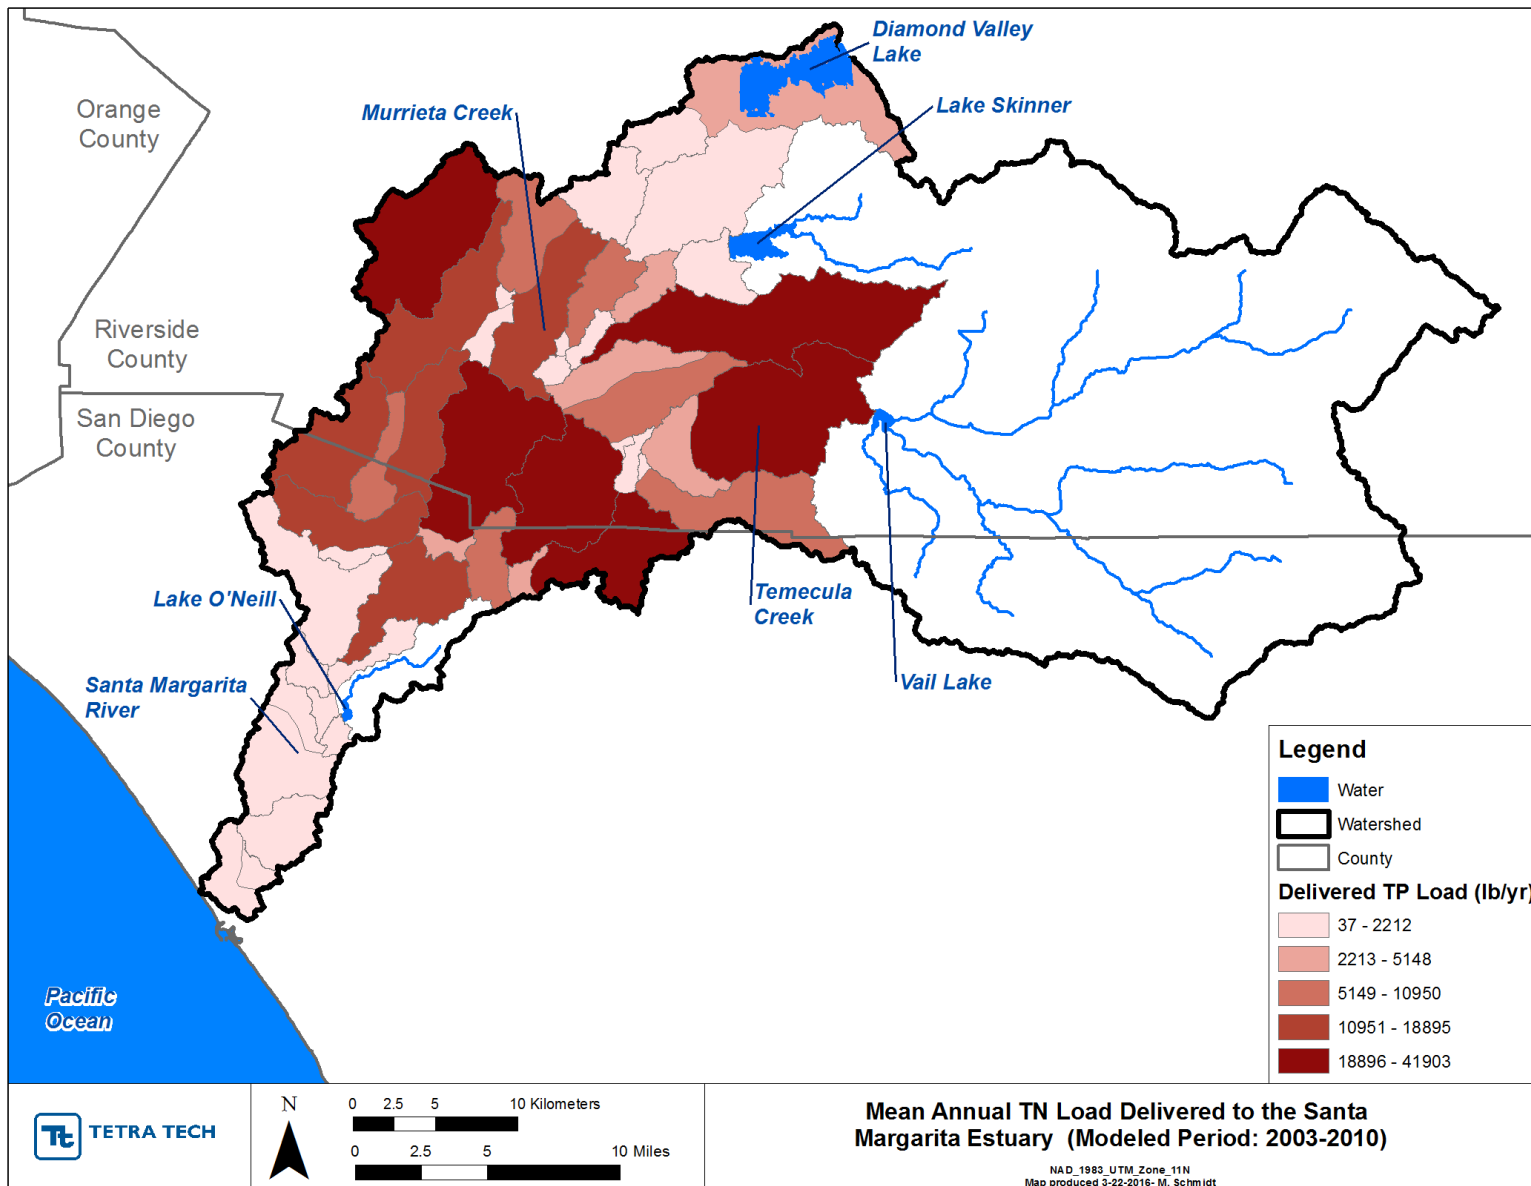 Diamond Valley
Lake
Orange
County
Murrieta Creek
Lake Skinner
Riverside
County
San Diego
County
Lake O'Neill
Temecula
Creek
Santa Margarita
River
Vail Lake
Pacific
Ocean
Legend
Water
Watershed
County
Delivered TP Load (lb/yr)
37 - 2212
2213 - 5148
5149 - 10950
10951 - 18895
18896 - 41903
Tt TETRA TECH
N
0 2.5 5 10 Kilometers
0 2.5 5 10 Miles
Mean Annual TN Load Delivered to the Santa
Margarita Estuary (Modeled Period: 2003-2010)
NAD_1983_UTM_Zone_11N
Map produced 3-22-2016- M. Schmidt